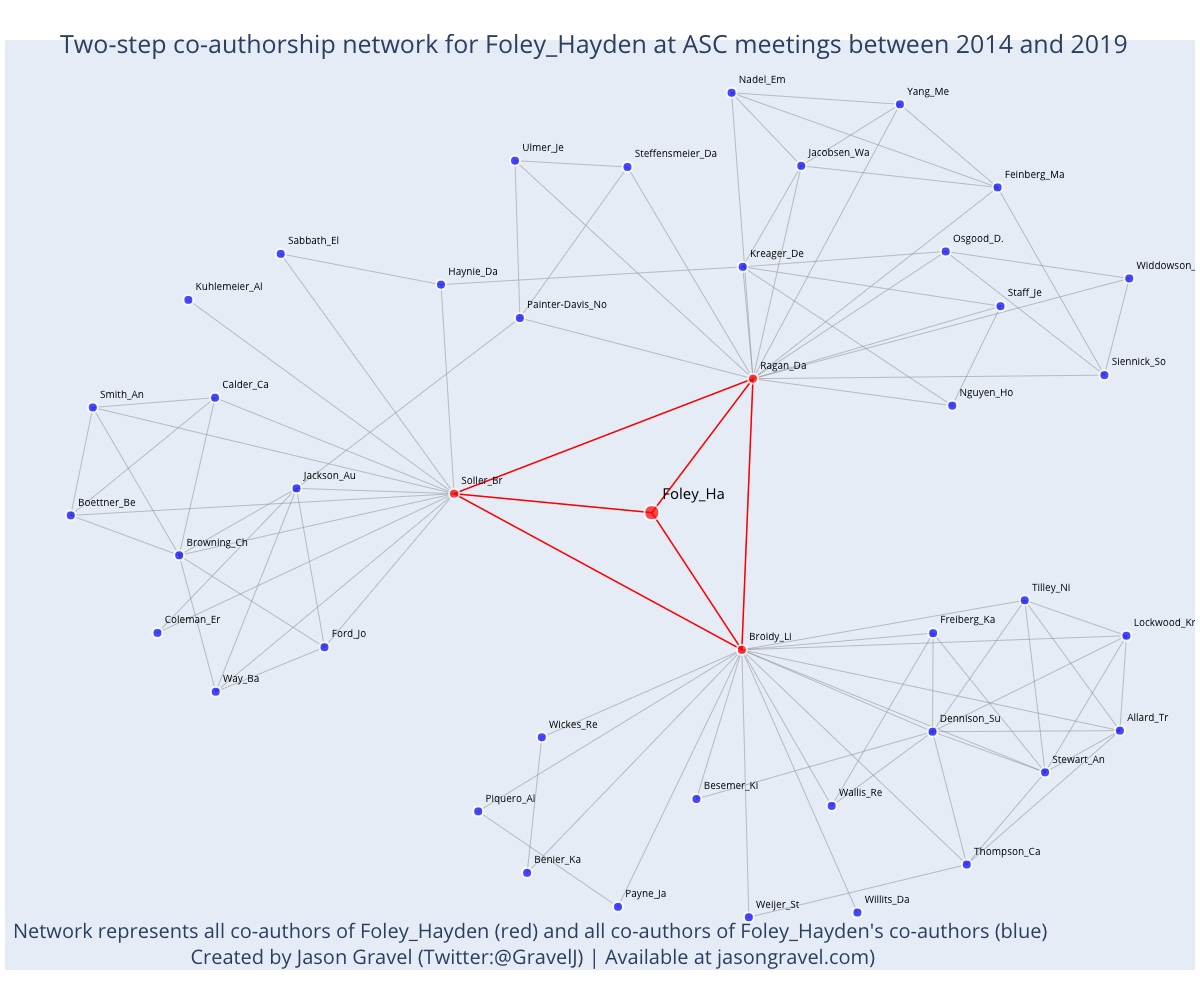 Two-step co-authorship network for Foley_Hayden at ASC meetings between 2014 and 2019
Nadel_Em
Yang_Me
Ulmer_Je
Steffensmeier_Da
Jacobsen_Wa
Feinberg_Ma
Sabbath_El
Osgood_D.
Kreager_De
Haynie_Da
Widdowson_
Kuhlemeier_Al
Staff_Je
Painter-Davis_No
Ragan_Da
Siennick_So
Calder_Ca
Smith_An
Nguyen_Ho
Jackson_Au
Soller_Br
Foley_Ha
Boettner_Be
Browning_Ch
Tilley_Ni
Coleman_Er
Freiberg_Ka
Lockwood_Kr
Ford_Jo
Broidy_Li
Way_Ba
Wickes_Re
Dennison_Su
Allard_Tr
Stewart_An
Besemer_Ki
Wallis_Re
Piquero_Al
Benier_Ka
Thompson_Ca
Payne_Ja
Weijer_St
Willits_Da
Network represents all co-authors of Foley_Hayden (red) and all co-authors of Foley_Hayden's co-authors (blue)
Created by Jason Gravel (Twitter:@GravelJ) | Available at jasongravel.com)